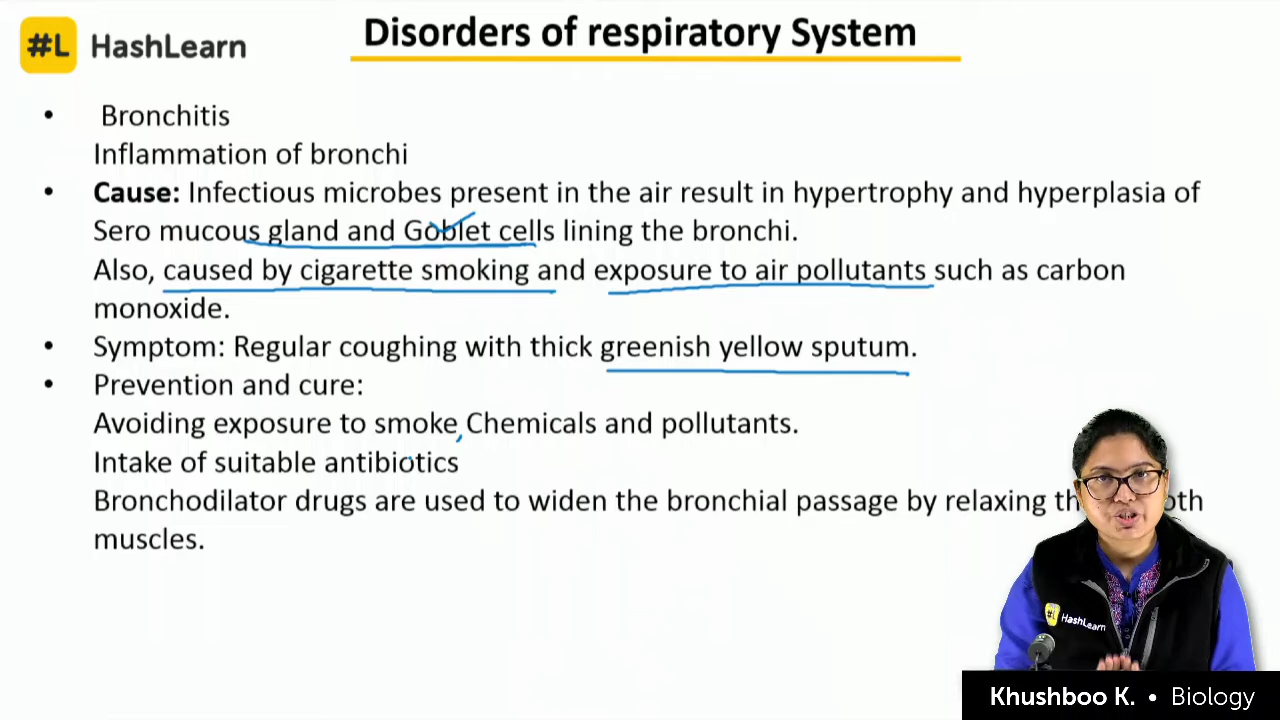 #L HashLearn
Disorders of respiratory System
• Bronchitis
Inflammation of bronchi
• Cause: Infectious microbes present in the air result in hypertrophy and hyperplasia of
Sero mucous gland and Goblet cells lining the bronchi.
Also, caused by cigarette smoking and exposure to air pollutants such as carbon
monoxide.
• Symptom: Regular coughing with thick greenish yellow sputum.
• Prevention and cure:
Avoiding exposure to smoke, Chemicals and pollutants.
Intake of suitable antibiotics
Bronchodilator drugs are used to widen the bronchial passage by relaxing
muscles.
#L HashLearn
Khushboo K. • Biology